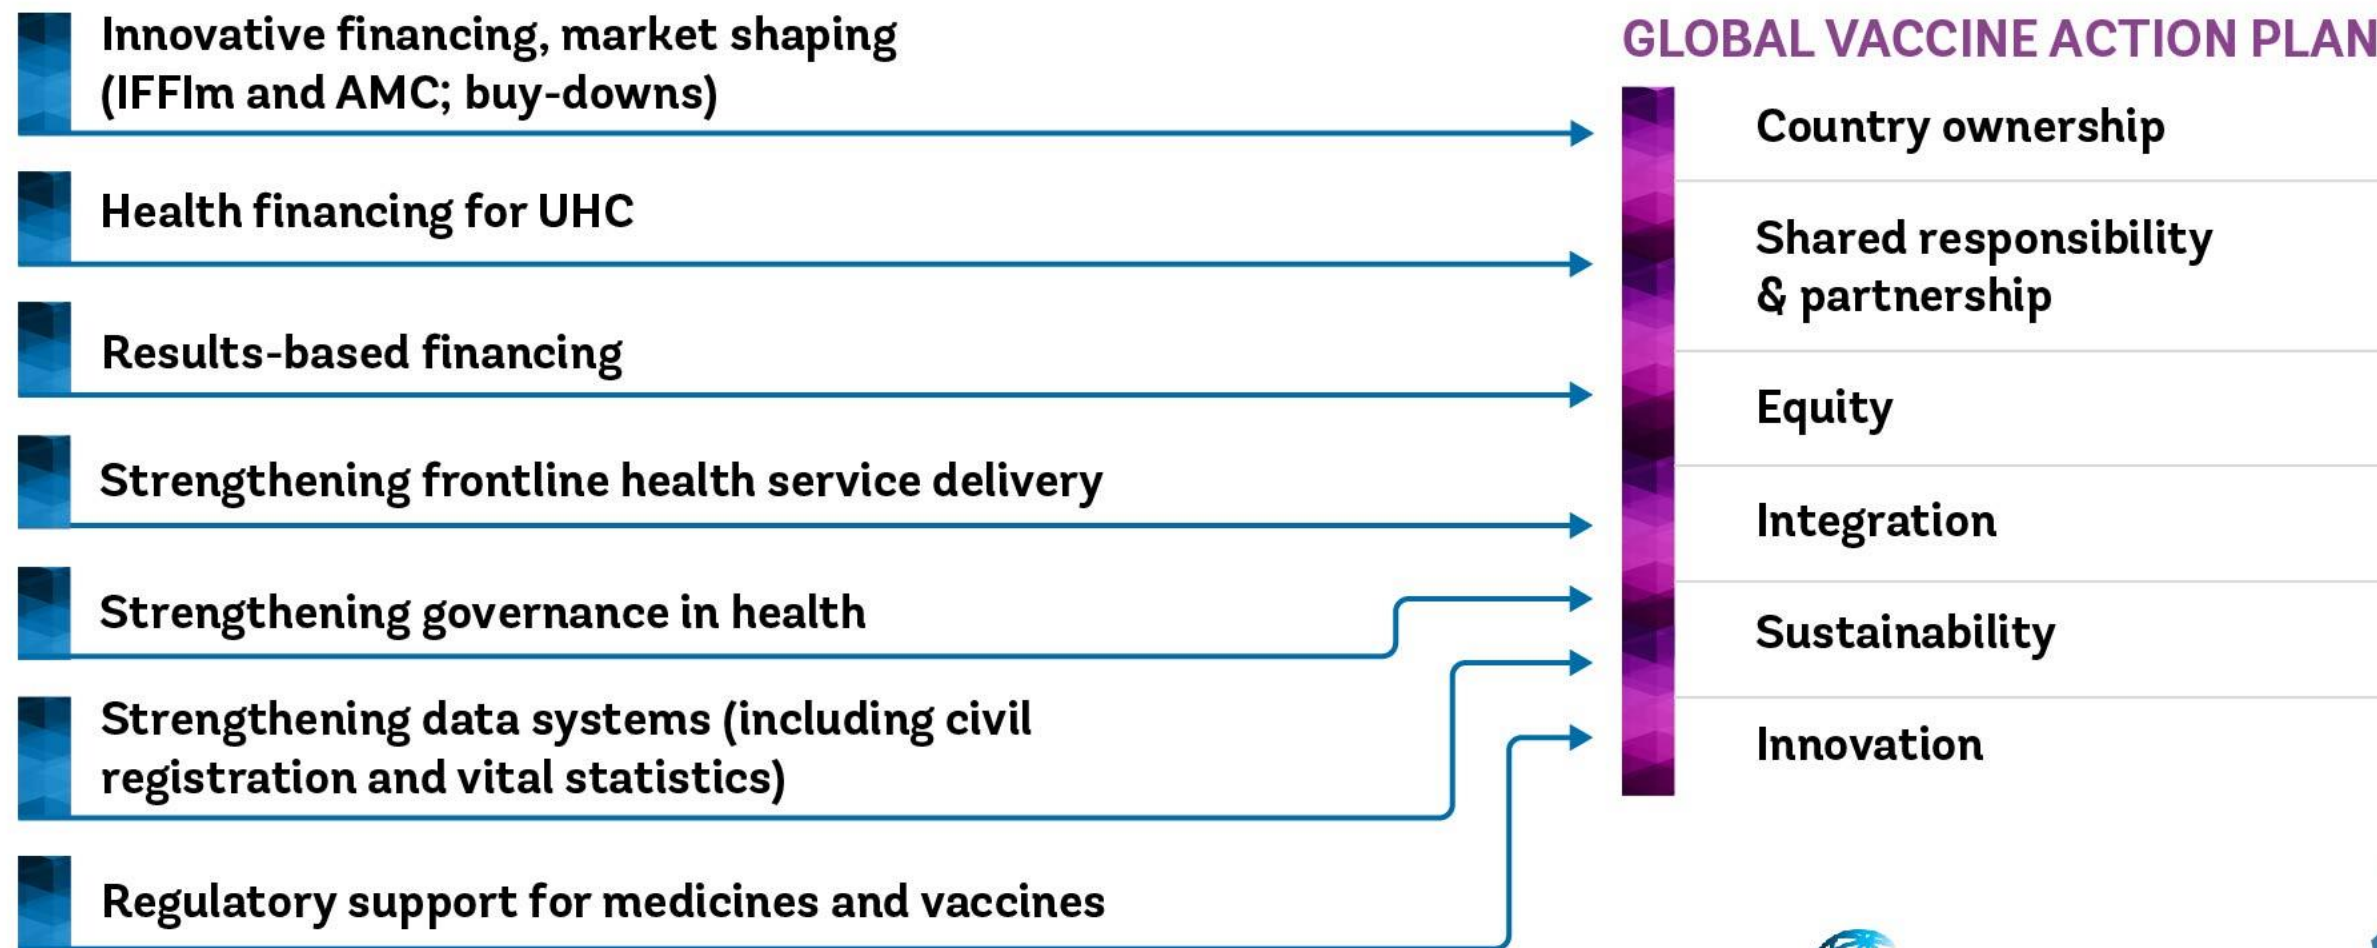 Innovative financing, market shaping
(IFFIm and AMC; buy-downs)
Health financing for UHC
Results-based financing
Strengthening frontline health service delivery
Strengthening governance in health
Strengthening data systems (including civil
registration and vital statistics)
Regulatory support for medicines and vaccines
GLOBAL VACCINE ACTION PLAN
Country ownership
Shared responsibility
& partnership
Equity
Integration
Sustainability
Innovation